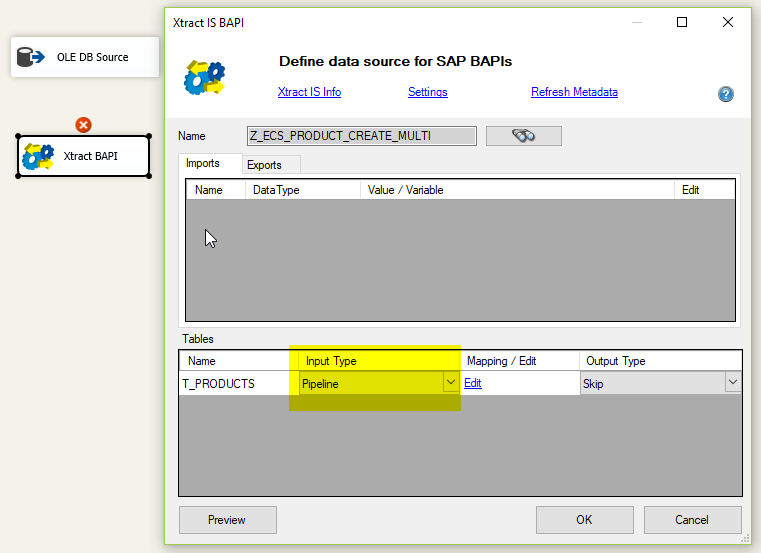 Xtract IS BAPI
OLE DB Source
Define data source for SAP BAPIs
Xtract IS Info Settings Refresh Metadata
?
Xtract BAPI
Name Z_ECS_PRODUCT_CREATE_MULTI
Imports Exports
Name DataType Value / Variable Edit
Tables
Name Input Type Mapping / Edit Output Type
T_PRODUCTS Pipeline Edit Skip
Preview OK Cancel